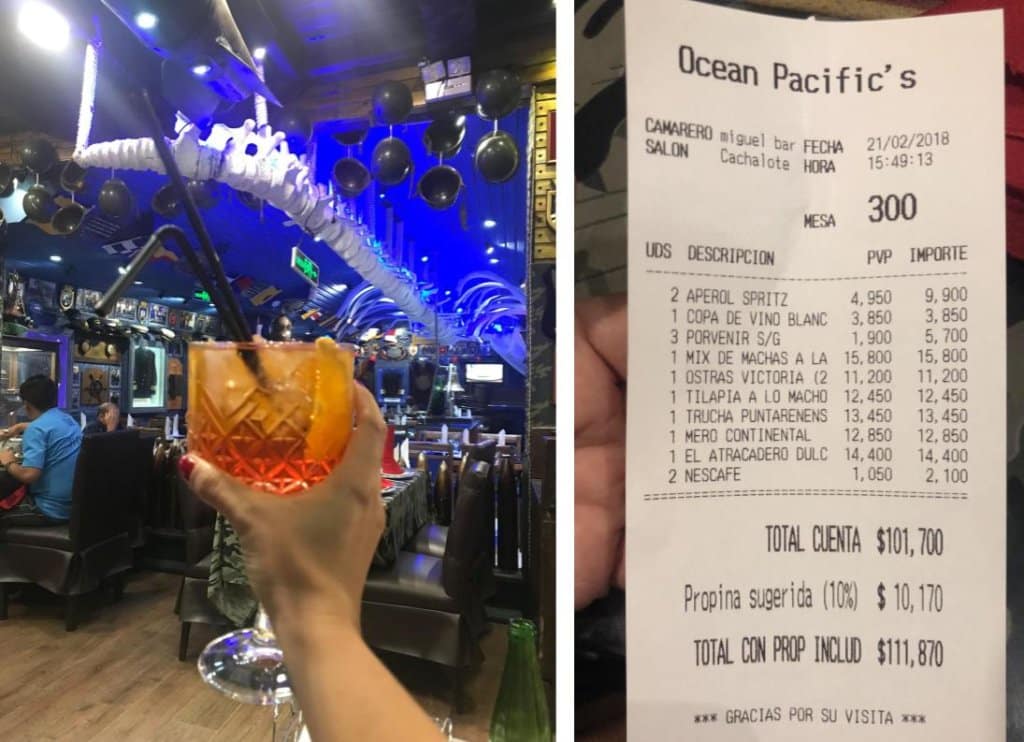 Ocean Pacific's
CAMARERO miguel bar FECHA 21/02/2018
SALON Cachalote HORA 15:49:13
MESA 300
UDS DESCRIPCION PVP IMPORTE
2 APEROL SPRITZ 4,950 9,900
1 COPA DE VINO BLANC 3,850 3,850
3 PORVENIR S/G 1,900 5,700
1 MIX DE MACHAS A LA 15,800 15,800
1 OSTRAS VICTORIA (2 11,200 11,200
1 TILAPIA A LO MACHO 12,450 12,450
1 TRUCHA PUNTARENENS 13,450 13,450
1 MERO CONTINENTAL 12,850 12,850
1 EL ATRACADERO DULC 14,400 14,400
2 NESCAFE 1,050 2,100
TOTAL CUENTA $101,700
Propina sugerida (10%) $ 10,170
TOTAL CON PROP INCLUD $111,870
*** GRACIAS POR SU VISITA ***